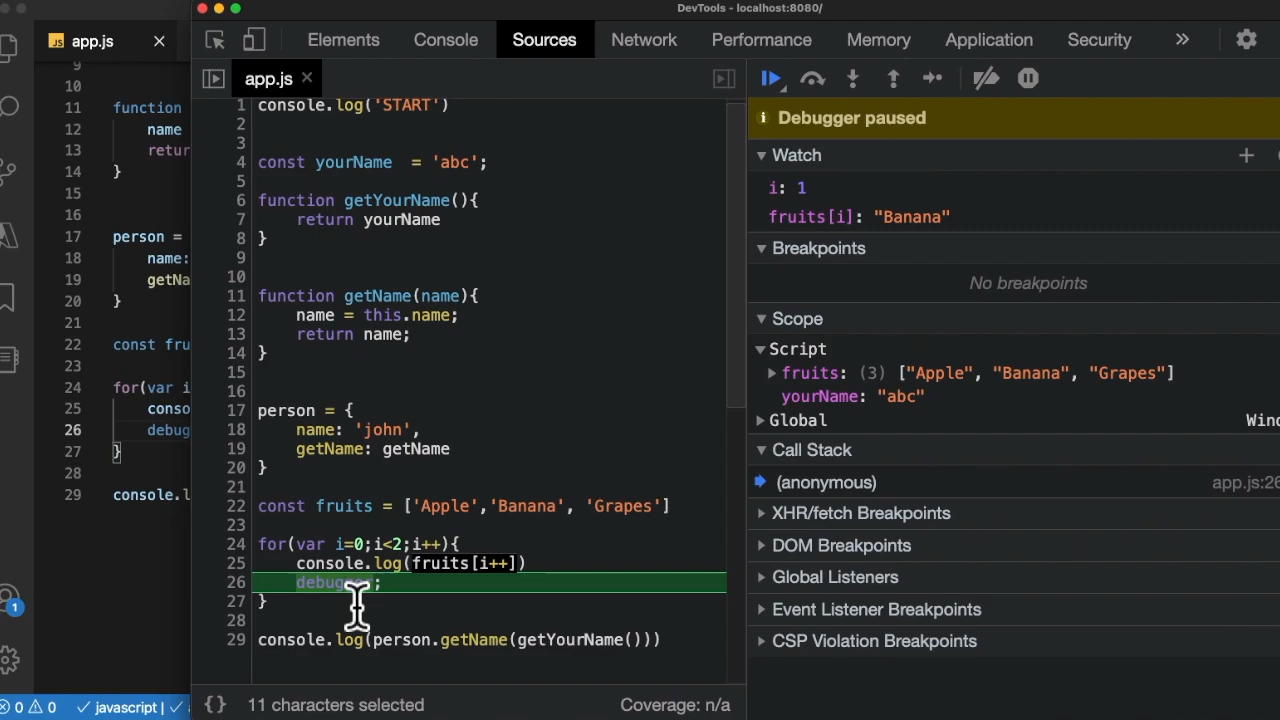 DevTools - localhost:8080/
app.js
Elements
Console
Sources
Network
Performance
Memory
Application
Security
9
10
11 function
12 name
13 retur
14 }
15
16
17 person =
18 name:
19 getNa
20 }
21
22 const fru
23
24 for(var i
25 conso
26 debug
27 }
28
29 console.l
1
0 0
javascript |
app.js
1 console.log('START')
2
3
4 const yourName = 'abc';
5
6 function getYourName(){
7 return yourName
8 }
9
10
11 function getName(name){
12 name = this.name;
13 return name;
14 }
15
16
17 person = {
18 name: 'john',
19 getName: getName
20 }
21
22 const fruits = ['Apple','Banana', 'Grapes']
23
24 for(var i=0;i<2;i++){
25 console.log(fruits[i++])
26 debugger;
27 }
28
29 console.log(person.getName(getYourName()))
{} 11 characters selected
Coverage: n/a
Debugger paused
Watch
i: 1
fruits[i]: "Banana"
Breakpoints
No breakpoints
Scope
Script
fruits: (3) ["Apple", "Banana", "Grapes"]
yourName: "abc"
Global Wind
Call Stack
(anonymous) app.js:26
XHR/fetch Breakpoints
DOM Breakpoints
Global Listeners
Event Listener Breakpoints
CSP Violation Breakpoints